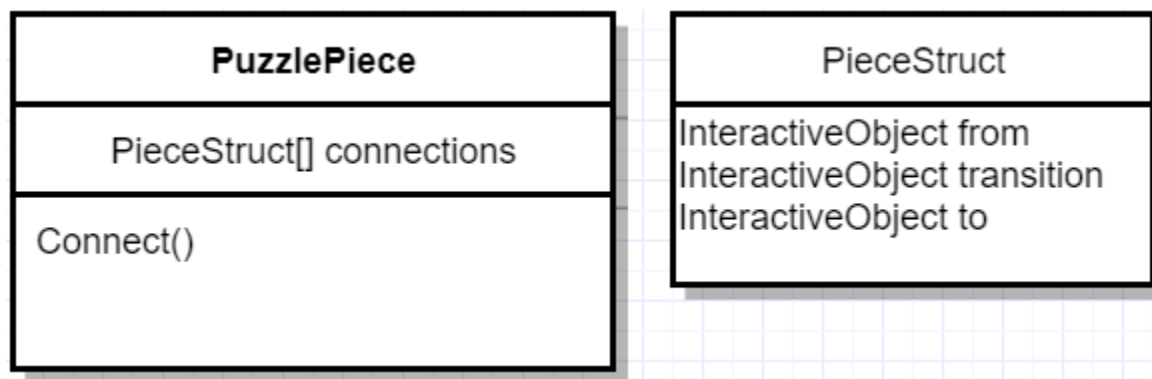 PuzzlePiece
PieceStruct[] connections
Connect()
PieceStruct
InteractiveObject from
InteractiveObject transition
InteractiveObject to